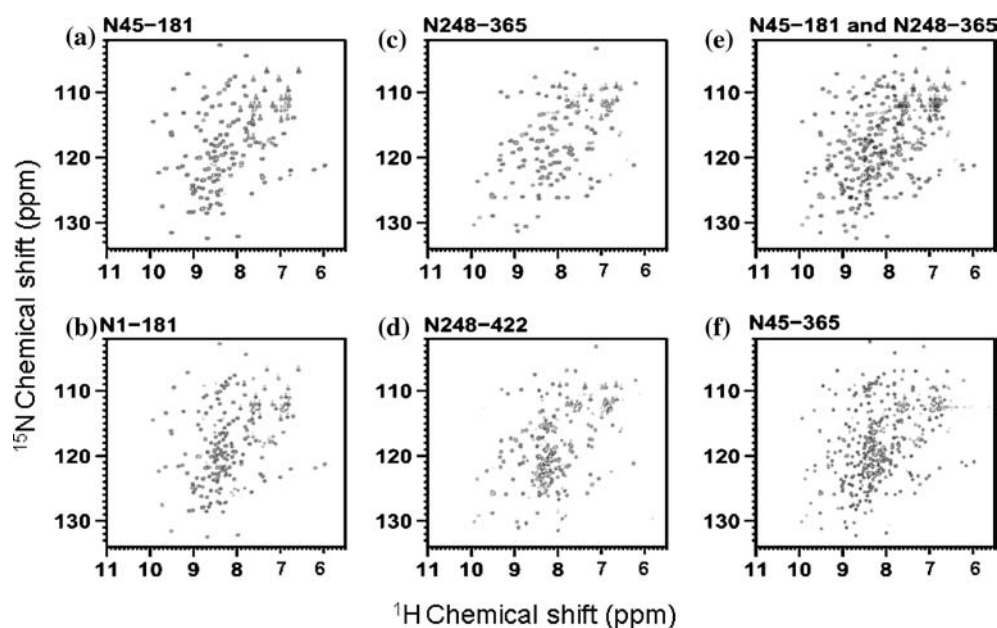 (a) N45-181
(c) N248-365
(e) N45-181 and N248-365
110
120
130
11 10 9 8 7 6
11 10 9 8 7 6
11 10 9 8 7 6
(b) N1-181
(d) N248-422
(f) N45-365
110
120
130
110
120
130
110
120
130
110
120
130
110
120
130
11 10 9 8 7 6
11 10 9 8 7 6
11 10 9 8 7 6
¹⁵N Chemical shift (ppm)
¹H Chemical shift (ppm)